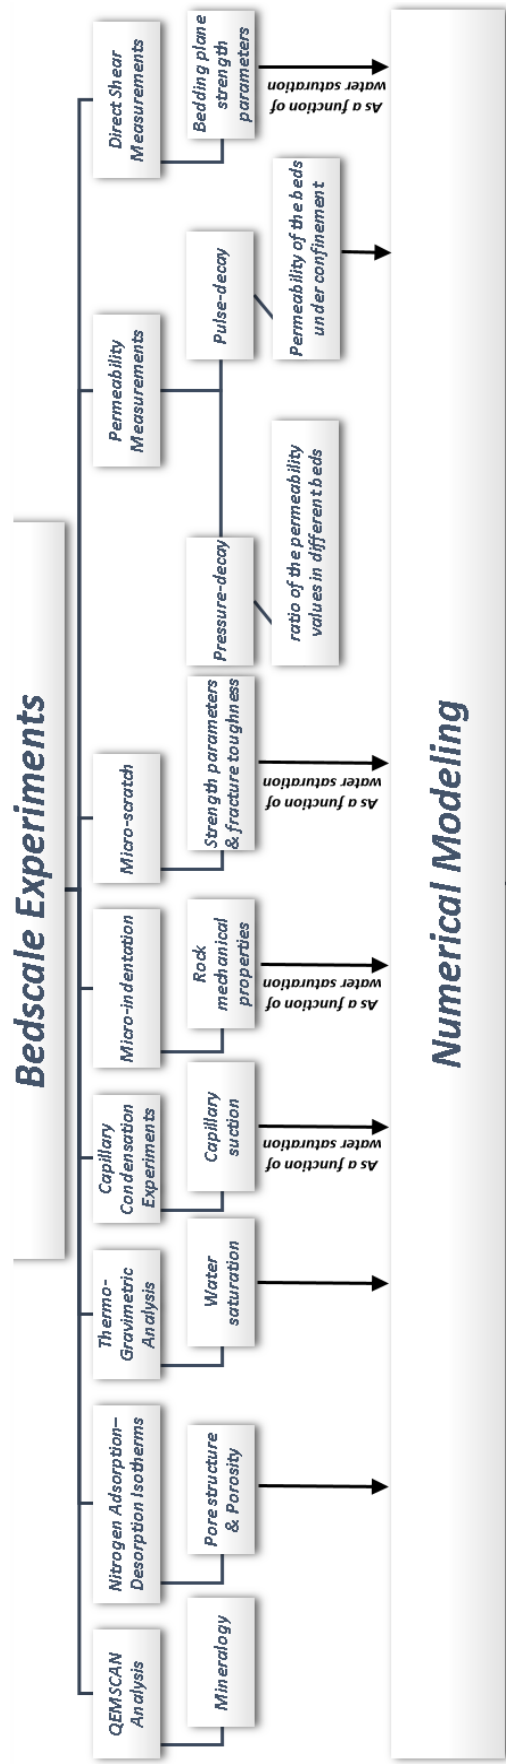 Bedscale Experiments
QEMSCAN
Analysis
Nitrogen Adsorption–
Desorption Isotherms
Thermo-
Gravimetric
Analysis
Capillary
Condensation
Experiments
Micro-indentation
Micro-scratch
Permeability
Measurements
Direct Shear
Measurements
Mineralogy
Pore structure
& Porosity
Water
saturation
Capillary
suction
Rock
mechanical
properties
Strength parameters
& fracture toughness
Pressure-decay
Pulse-decay
Bedding plane
strength
parameters
ratio of the permeability
values in different beds
Permeability of the beds
under confinement
As a function of
water saturation
As a function of
water saturation
As a function of
water saturation
As a function of
water saturation
Numerical Modeling